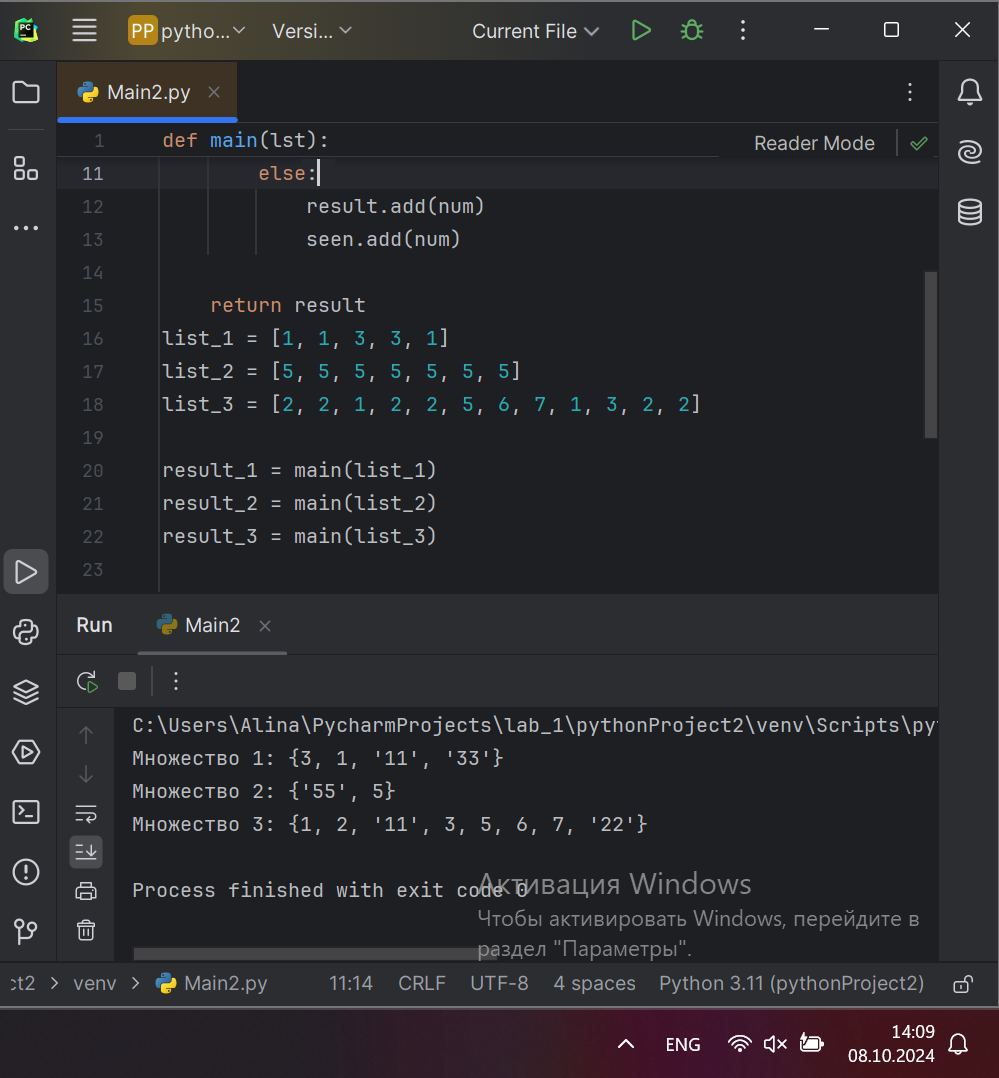 PC
PP pytho... Versi... Current File
Main2.py
1 def main(lst):
Reader Mode
11 else:
12 result.add(num)
13 seen.add(num)
14
15 return result
16 list_1 = [1, 1, 3, 3, 1]
17 list_2 = [5, 5, 5, 5, 5, 5, 5]
18 list_3 = [2, 2, 1, 2, 2, 5, 6, 7, 1, 3, 2, 2]
19
20 result_1 = main(list_1)
21 result_2 = main(list_2)
22 result_3 = main(list_3)
23
Run Main2
C:\Users\Alina\PycharmProjects\lab_1\pythonProject2\venv\Scripts\py
Множество 1: {3, 1, '11', '33'}
Множество 2: {'55', 5}
Множество 3: {1, 2, '11', 3, 5, 6, 7, '22'}
Process finished with exit code 0
Активация Windows
Чтобы активировать Windows, перейдите в
раздел "Параметры".
ct2 > venv > Main2.py 11:14 CRLF UTF-8 4 spaces Python 3.11 (pythonProject2)
ENG
14:09
08.10.2024